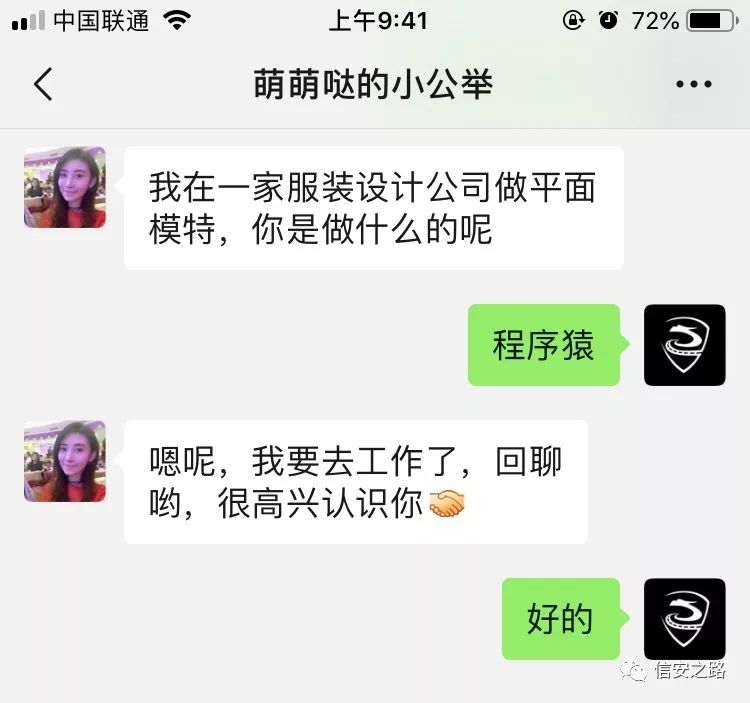 中国联通 上午9:41 72%
萌萌哒的小公举
我在一家服装设计公司做平面
模特，你是做什么的呢
程序猿
嗯呢，我要去工作了，回聊
哟，很高兴认识你🤝
好的
信安之路